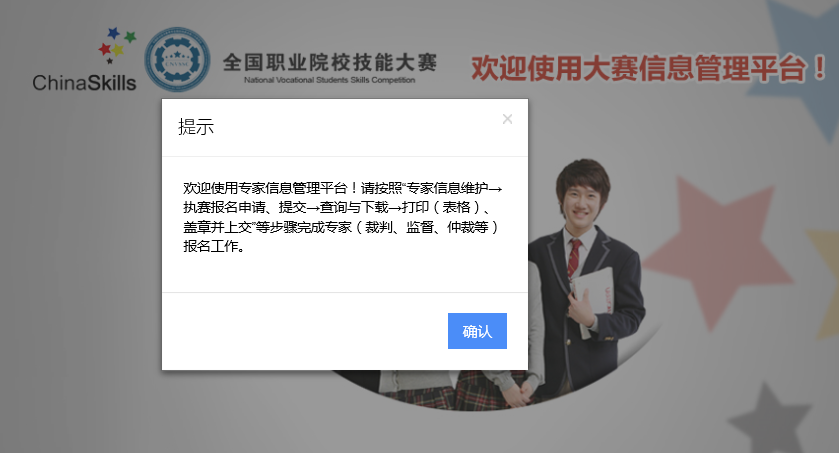 ChinaSkills
全国职业院校技能大赛
National Vocational Students Skills Competition
欢迎使用大赛信息管理平台！
提示
×
欢迎使用专家信息管理平台！请按照“专家信息维护→
执赛报名申请、提交→查询与下载→打印（表格）、
盖章并上交”等步骤完成专家（裁判、监督、仲裁等）
报名工作。
确认